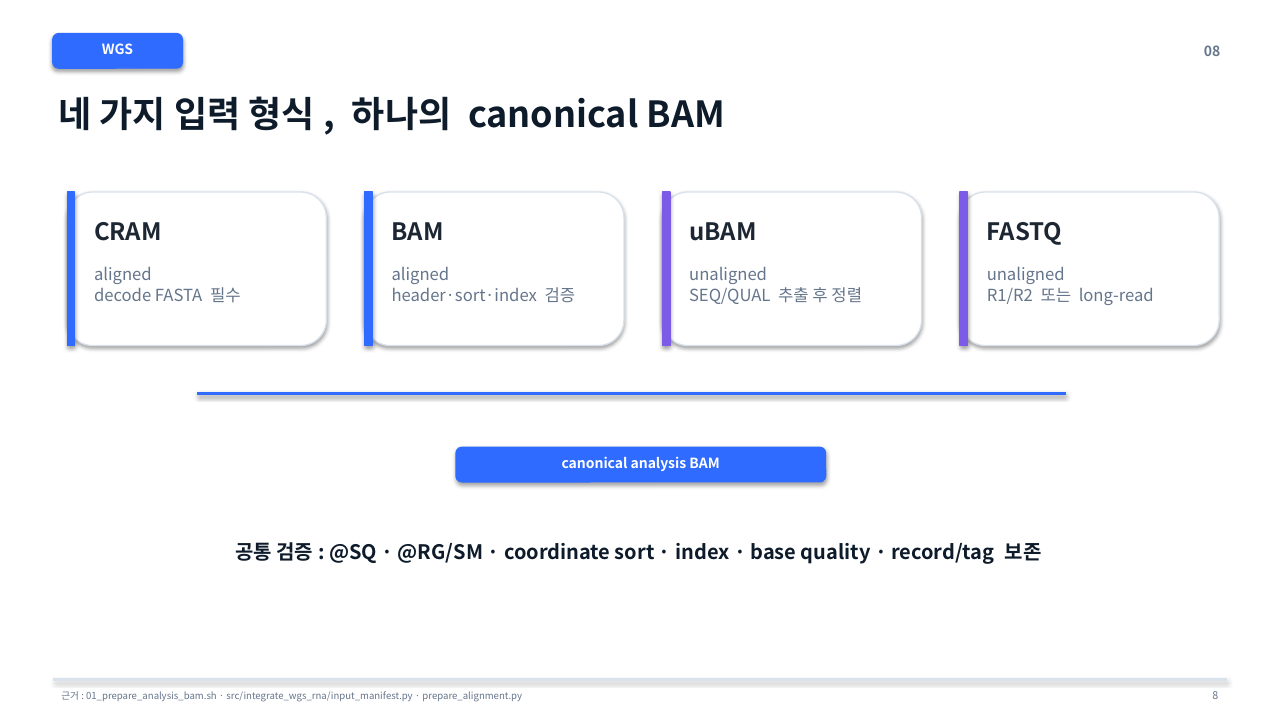 WGS
08
네 가지 입력 형식 , 하나의 canonical BAM
CRAM
aligned
decode FASTA 필수
BAM
aligned
header·sort·index 검증
uBAM
unaligned
SEQ/QUAL 추출 후 정렬
FASTQ
unaligned
R1/R2 또는 long-read
canonical analysis BAM
공통 검증 : @SQ · @RG/SM · coordinate sort · index · base quality · record/tag 보존
근거 : 01_prepare_analysis_bam.sh · src/integrate_wgs_rna/input_manifest.py · prepare_alignment.py
8